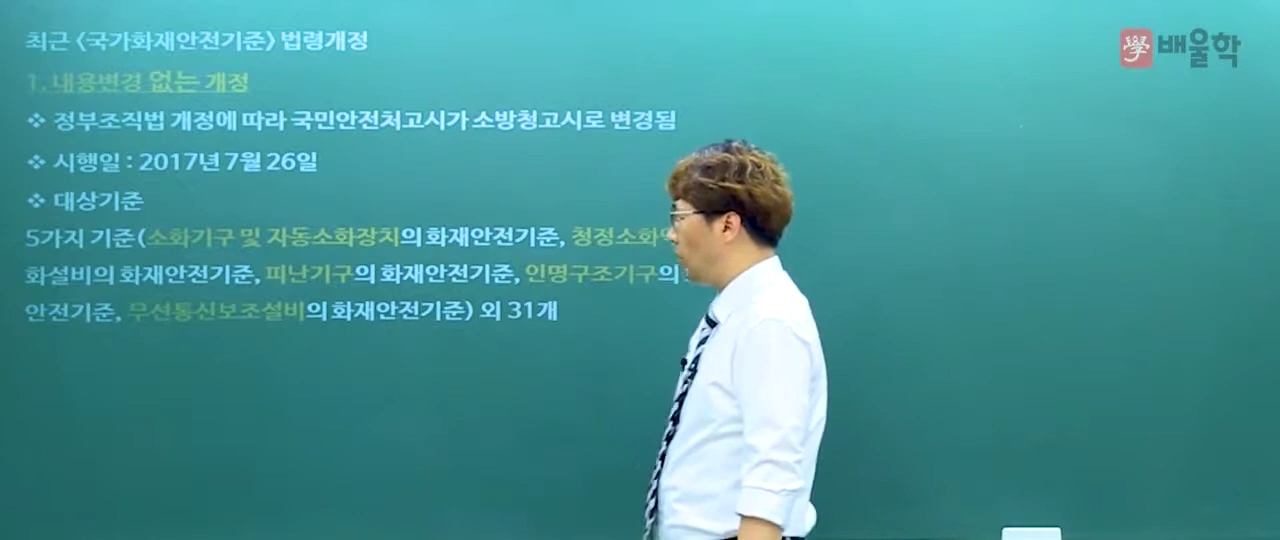 최근 <국가화재안전기준> 법령개정
學 배울학
1. 내용변경 없는 개정
❖ 정부조직법 개정에 따라 국민안전처고시가 소방청고시로 변경됨
❖ 시행일 : 2017년 7월 26일
❖ 대상기준
5가지 기준(소화기구 및 자동소화장치의 화재안전기준,
화설비의 화재안전기준, 피난기구의 화재안전기준, 인명구조기구의
안전기준, 무선통신보조설비의 화재안전기준) 외 31개